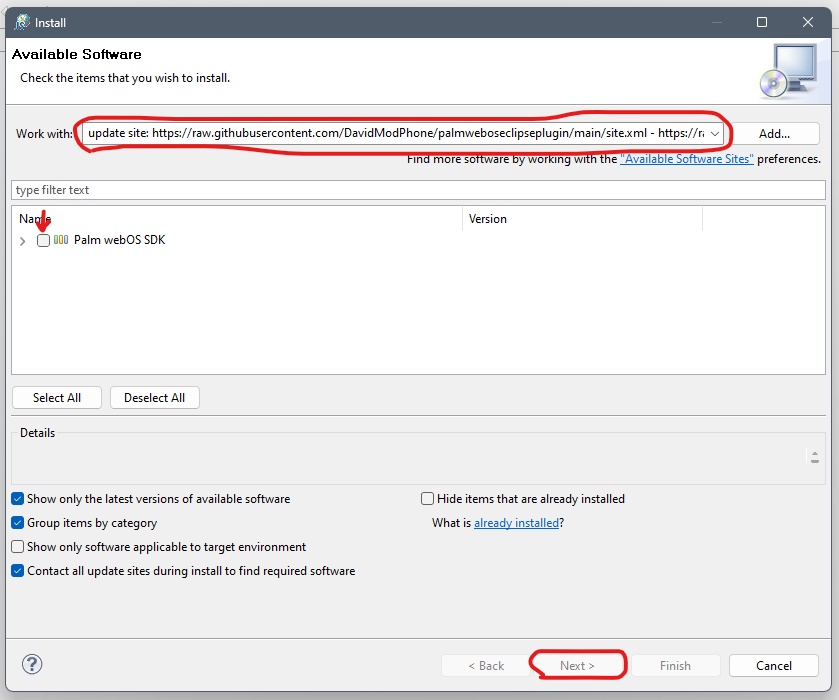 Install
Available Software
Check the items that you wish to install.
Work with: update site: https://raw.githubusercontent.com/DavidModPhone/palmweboseclipseplugin/main/site.xml - https://ra Add...
Find more software by working with the "Available Software Sites" preferences.
type filter text
Name Version
Palm webOS SDK
Select All Deselect All
Details
Show only the latest versions of available software Hide items that are already installed
Group items by category What is already installed?
Show only software applicable to target environment
Contact all update sites during install to find required software
? < Back Next > Finish Cancel